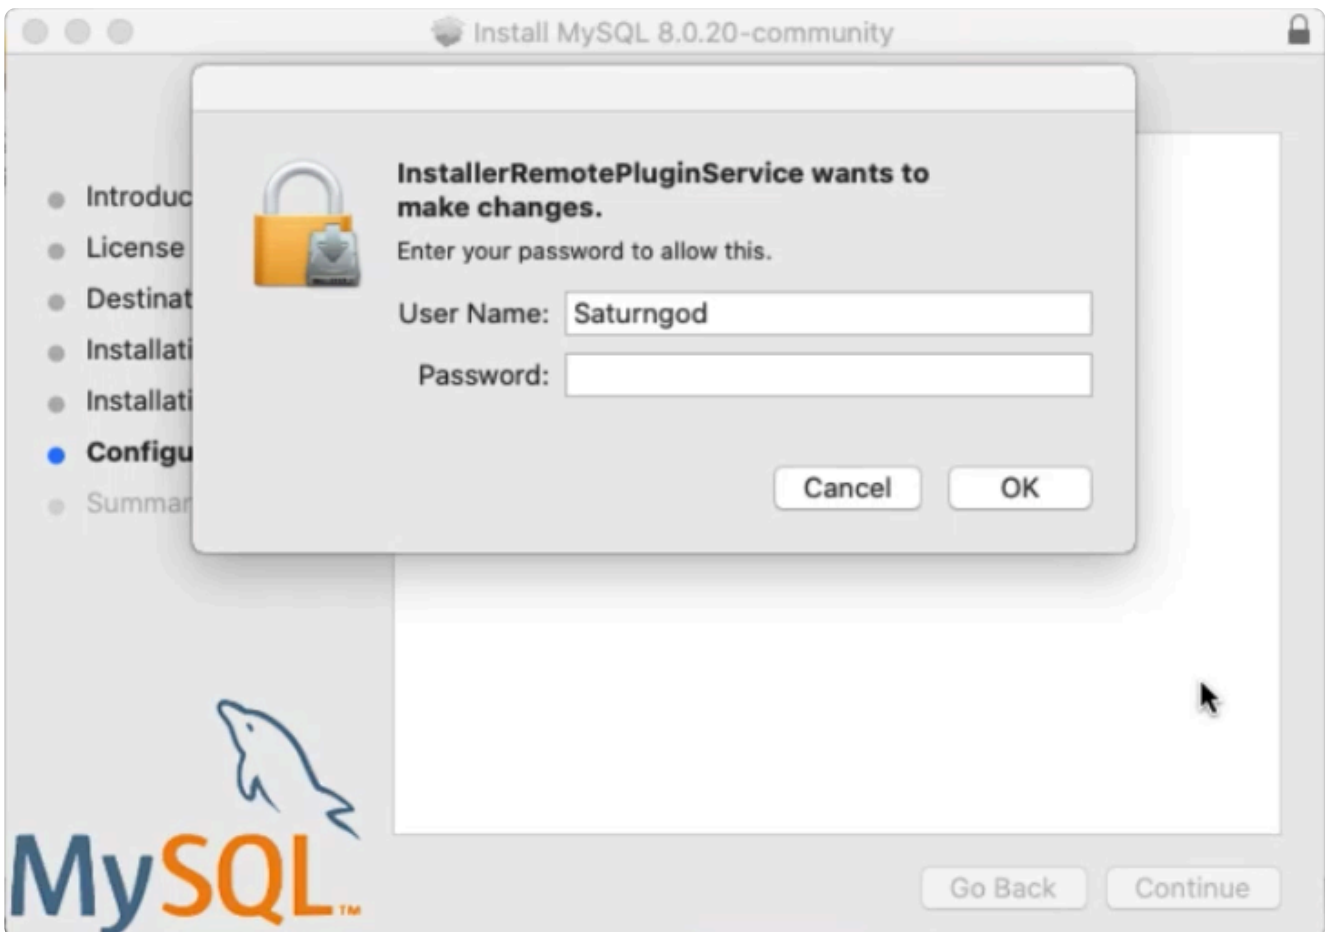 Install MySQL 8.0.20-community
InstallerRemotePluginService wants to
make changes.
Enter your password to allow this.
User Name: Saturngod
Password:
Cancel OK
Introduc
License
Destinat
Installati
Installati
Configu
Summar
MySQL TM
Go Back Continue